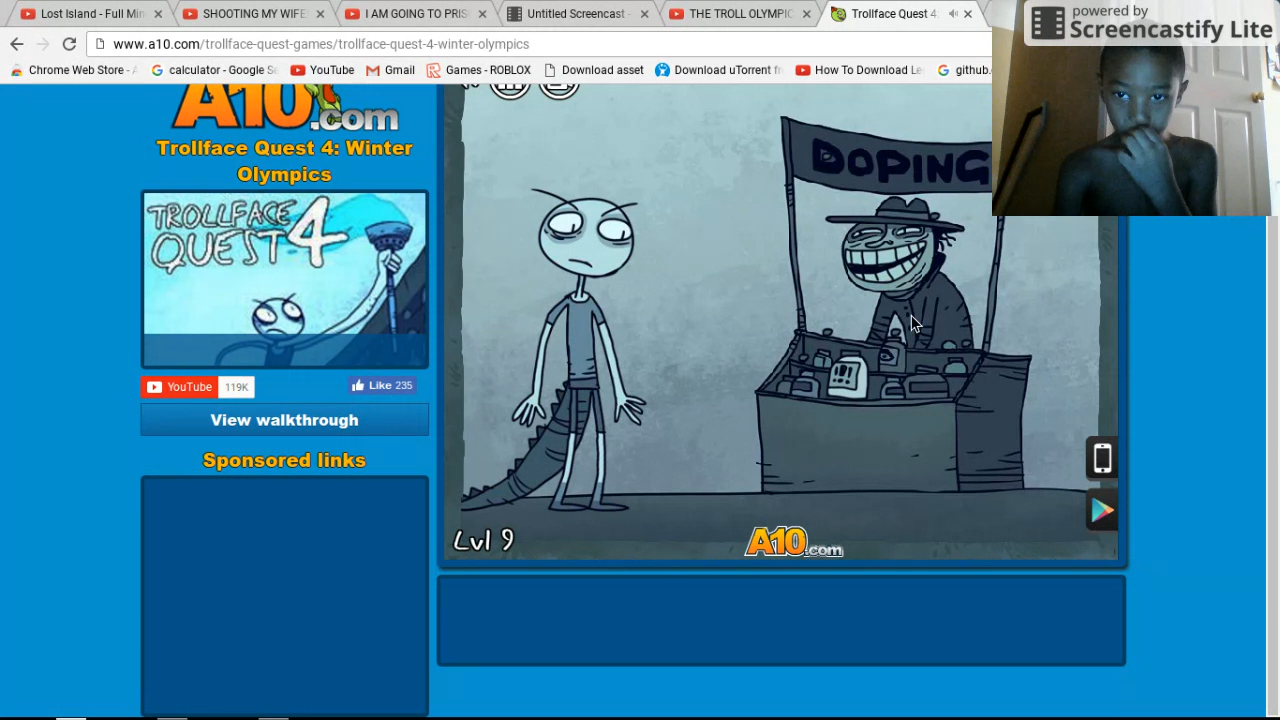 Lost Island - Full Min
SHOOTING MY WIFE
I AM GOING TO PRIS
Untitled Screencast -
THE TROLL OLYMPIC
Trollface Quest 4:
powered by
Screencastify Lite
www.a10.com/trollface-quest-games/trollface-quest-4-winter-olympics
Chrome Web Store - A
calculator - Google Se
YouTube
Gmail
Games - ROBLOX
Download asset
Download uTorrent f
How To Download Le
github.
A10.com
Trollface Quest 4: Winter
Olympics
TROLLFACE
QUEST 4
YouTube 119K
Like 235
View walkthrough
Sponsored links
DOPING
!?!
Lvl 9
A10.com